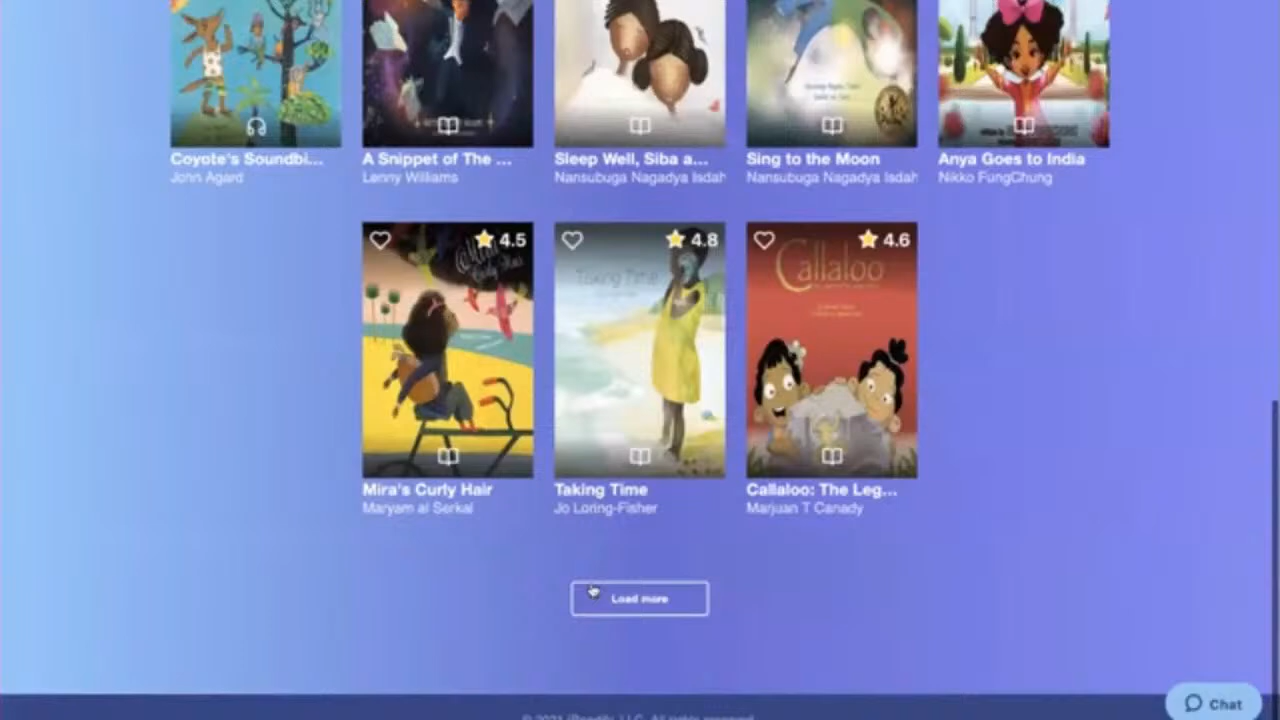 Coyote's Soundbi...
John Agard
A Snippet of The ...
Lenny Williams
Sleep Well, Siba a...
Nansubuga Nagadya Isdah
Sing to the Moon
Nansubuga Nagadya Isdah
Anya Goes to India
Nikko FungChung
4.5
Mira's Curly Hair
Maryam al Serkal
4.8
Taking Time
Taking Time
Jo Loring-Fisher
4.6
Callaloo
Callaloo: The Leg...
Marjuan T Canady
Load more
Chat